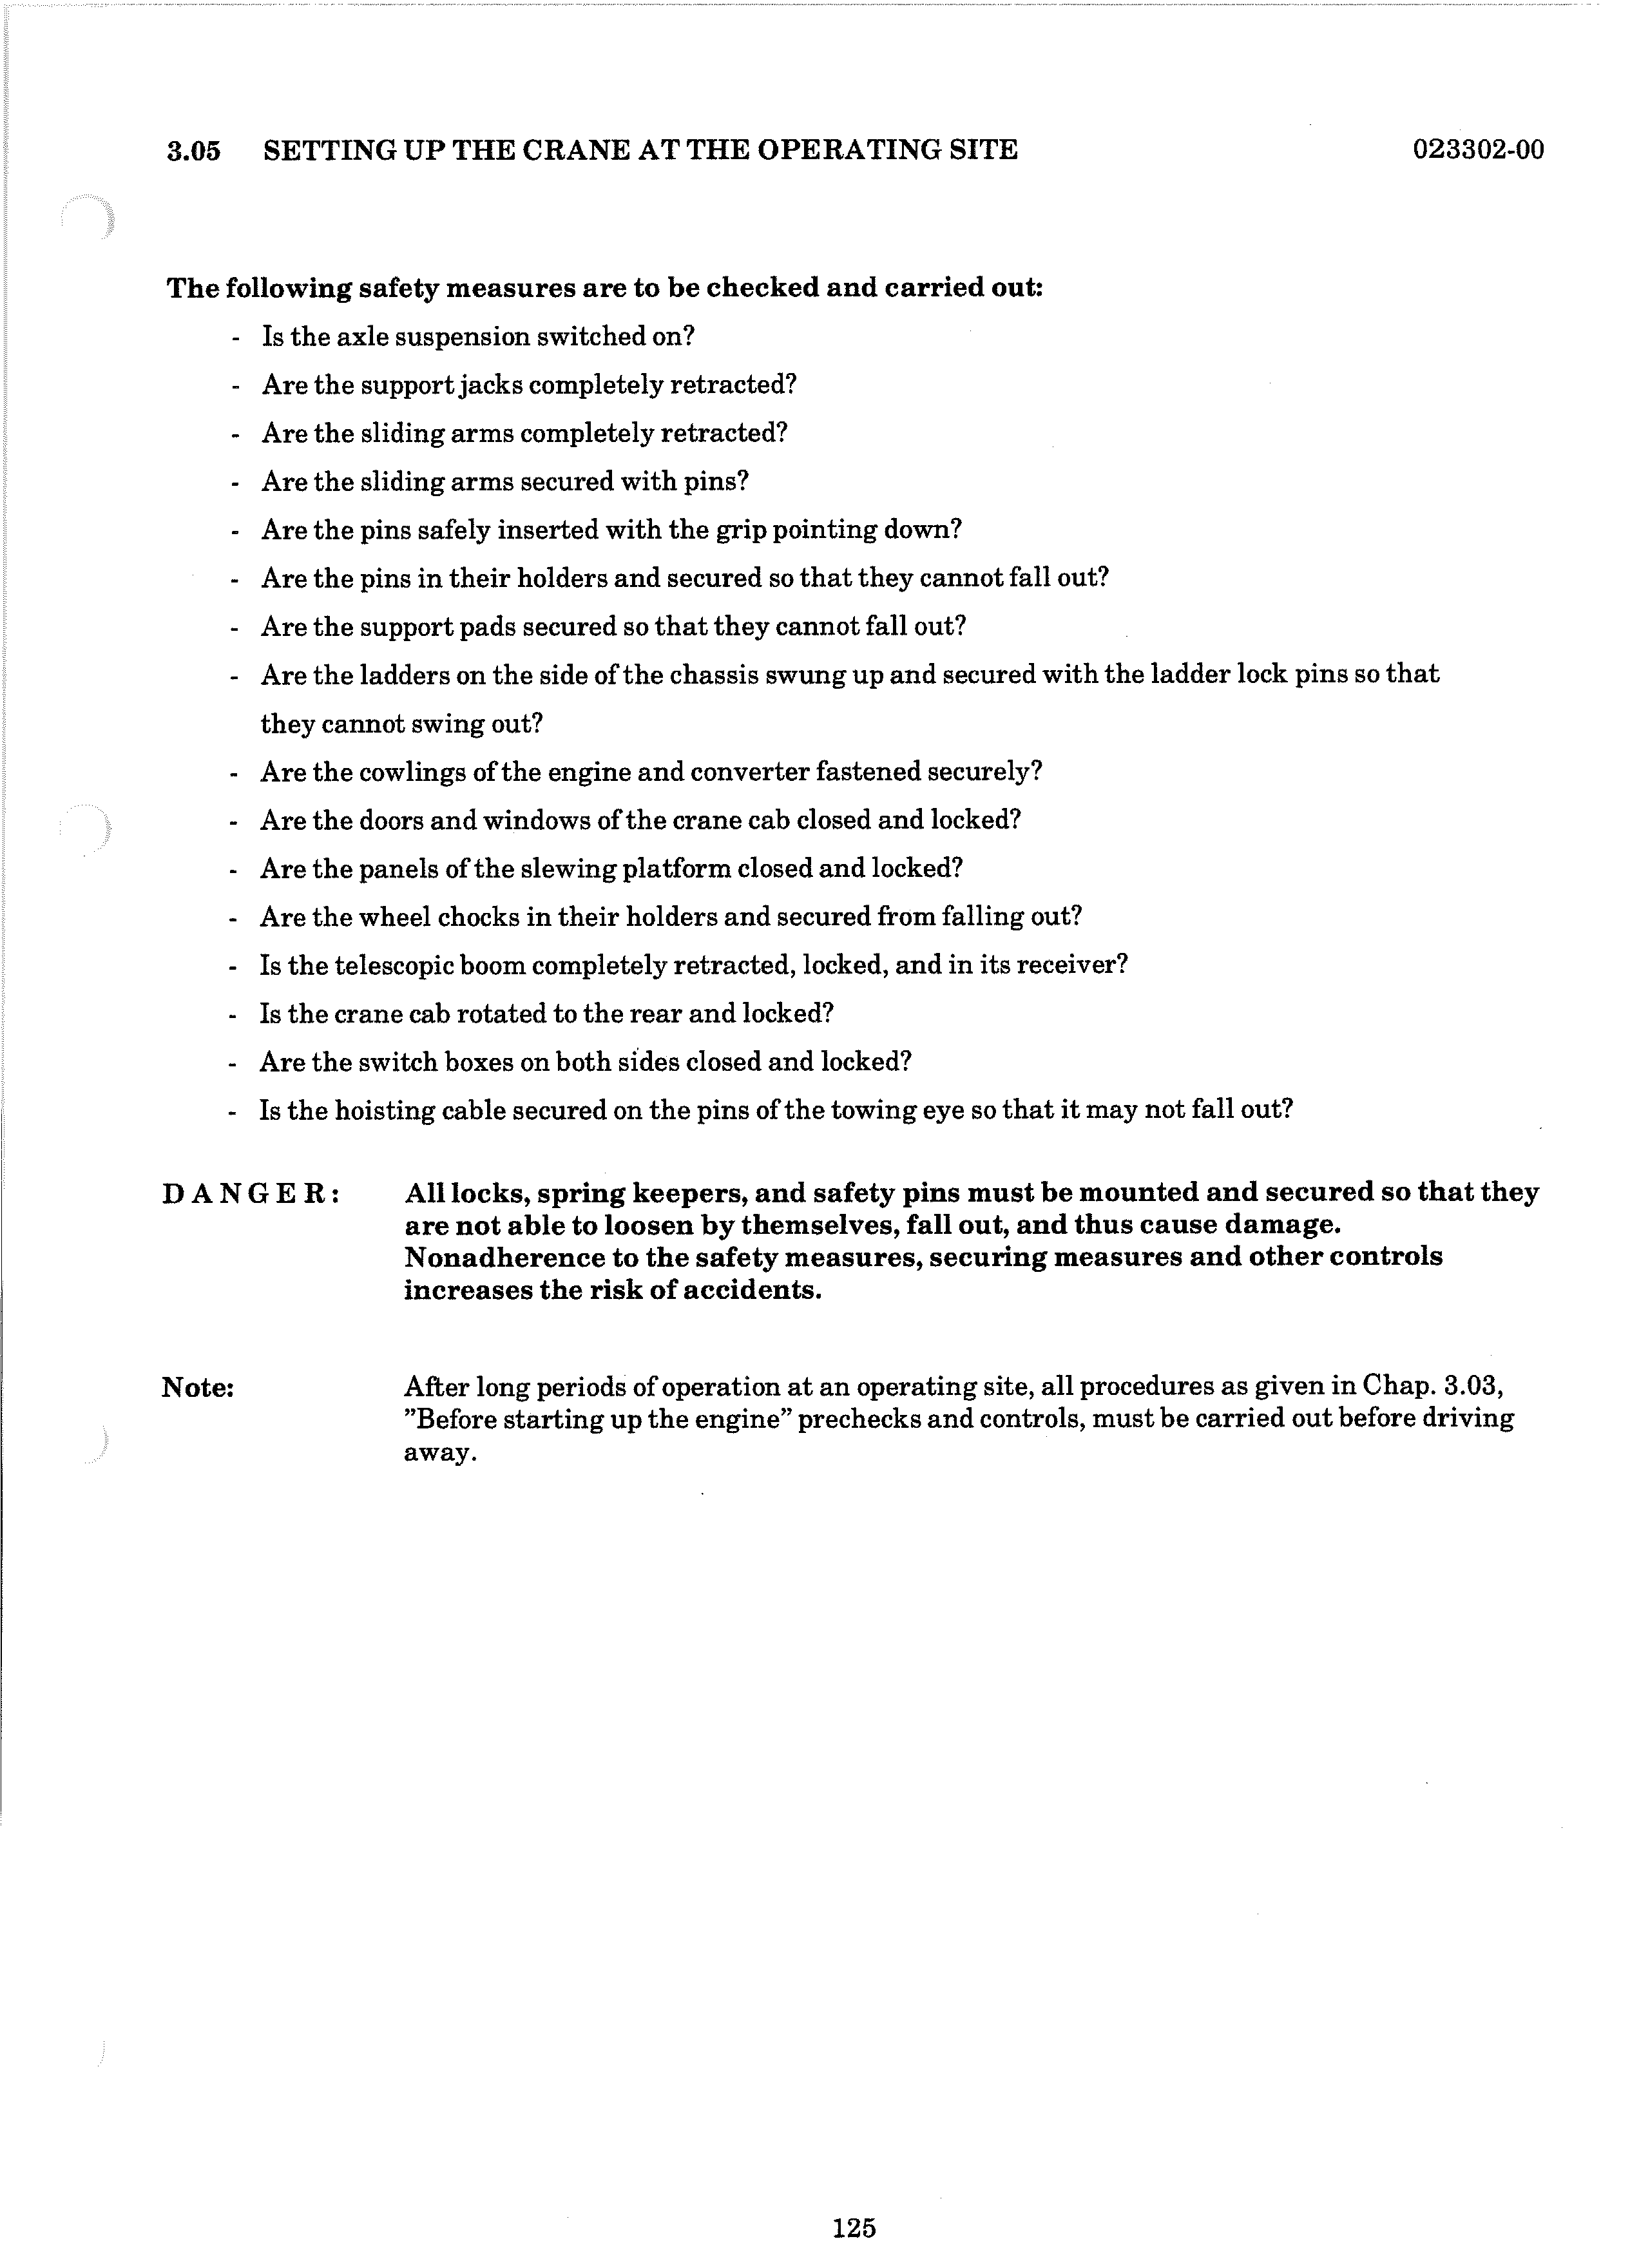 3.05 SETTING UP THE CRANE AT THE OPERATING SITE 023302-00
The following safety measures are to be checked and carried out:
- Is the axle suspension switched on?
- Are the support jacks completely retracted?
- Are the sliding arms completely retracted?
- Are the sliding arms secured with pins?
- Are the pins safely inserted with the grip pointing down?
- Are the pins in their holders and secured so that they cannot fall out?
- Are the support pads secured so that they cannot fall out?
- Are the ladders on the side of the chassis swung up and secured with the ladder lock pins so that
they cannot swing out?
- Are the cowlings of the engine and converter fastened securely?
- Are the doors and windows of the crane cab closed and locked?
- Are the panels of the slewing platform closed and locked?
- Are the wheel chocks in their holders and secured from falling out?
- Is the telescopic boom completely retracted, locked, and in its receiver?
- Is the crane cab rotated to the rear and locked?
- Are the switch boxes on both sides closed and locked?
- Is the hoisting cable secured on the pins of the towing eye so that it may not fall out?
D A N G E R : All locks, spring keepers, and safety pins must be mounted and secured so that they
are not able to loosen by themselves, fall out, and thus cause damage.
Nonadherence to the safety measures, securing measures and other controls
increases the risk of accidents.
Note: After long periods of operation at an operating site, all procedures as given in Chap. 3.03,
"Before starting up the engine" prechecks and controls, must be carried out before driving
away.
125